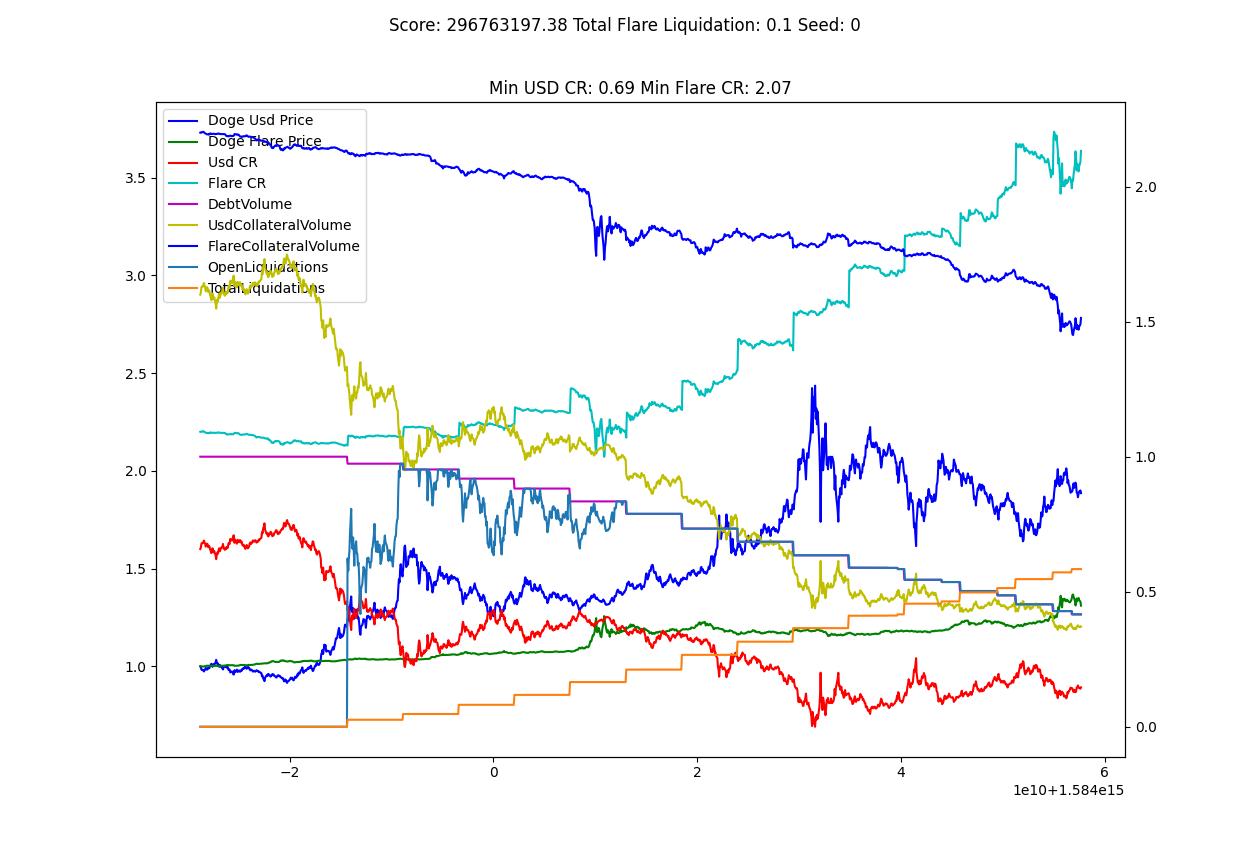 Score: 296763197.38 Total Flare Liquidation: 0.1 Seed: 0
Min USD CR: 0.69 Min Flare CR: 2.07
Doge Usd Price
Doge Flare Price
Usd CR
Flare CR
DebtVolume
UsdCollateralVolume
FlareCollateralVolume
OpenLiquidations
TotalLiquidations
3.5
3.0
2.5
2.0
1.5
1.0
2.0
1.5
1.0
0.5
0.0
−2
0
2
4
6
1e10+1.584e15